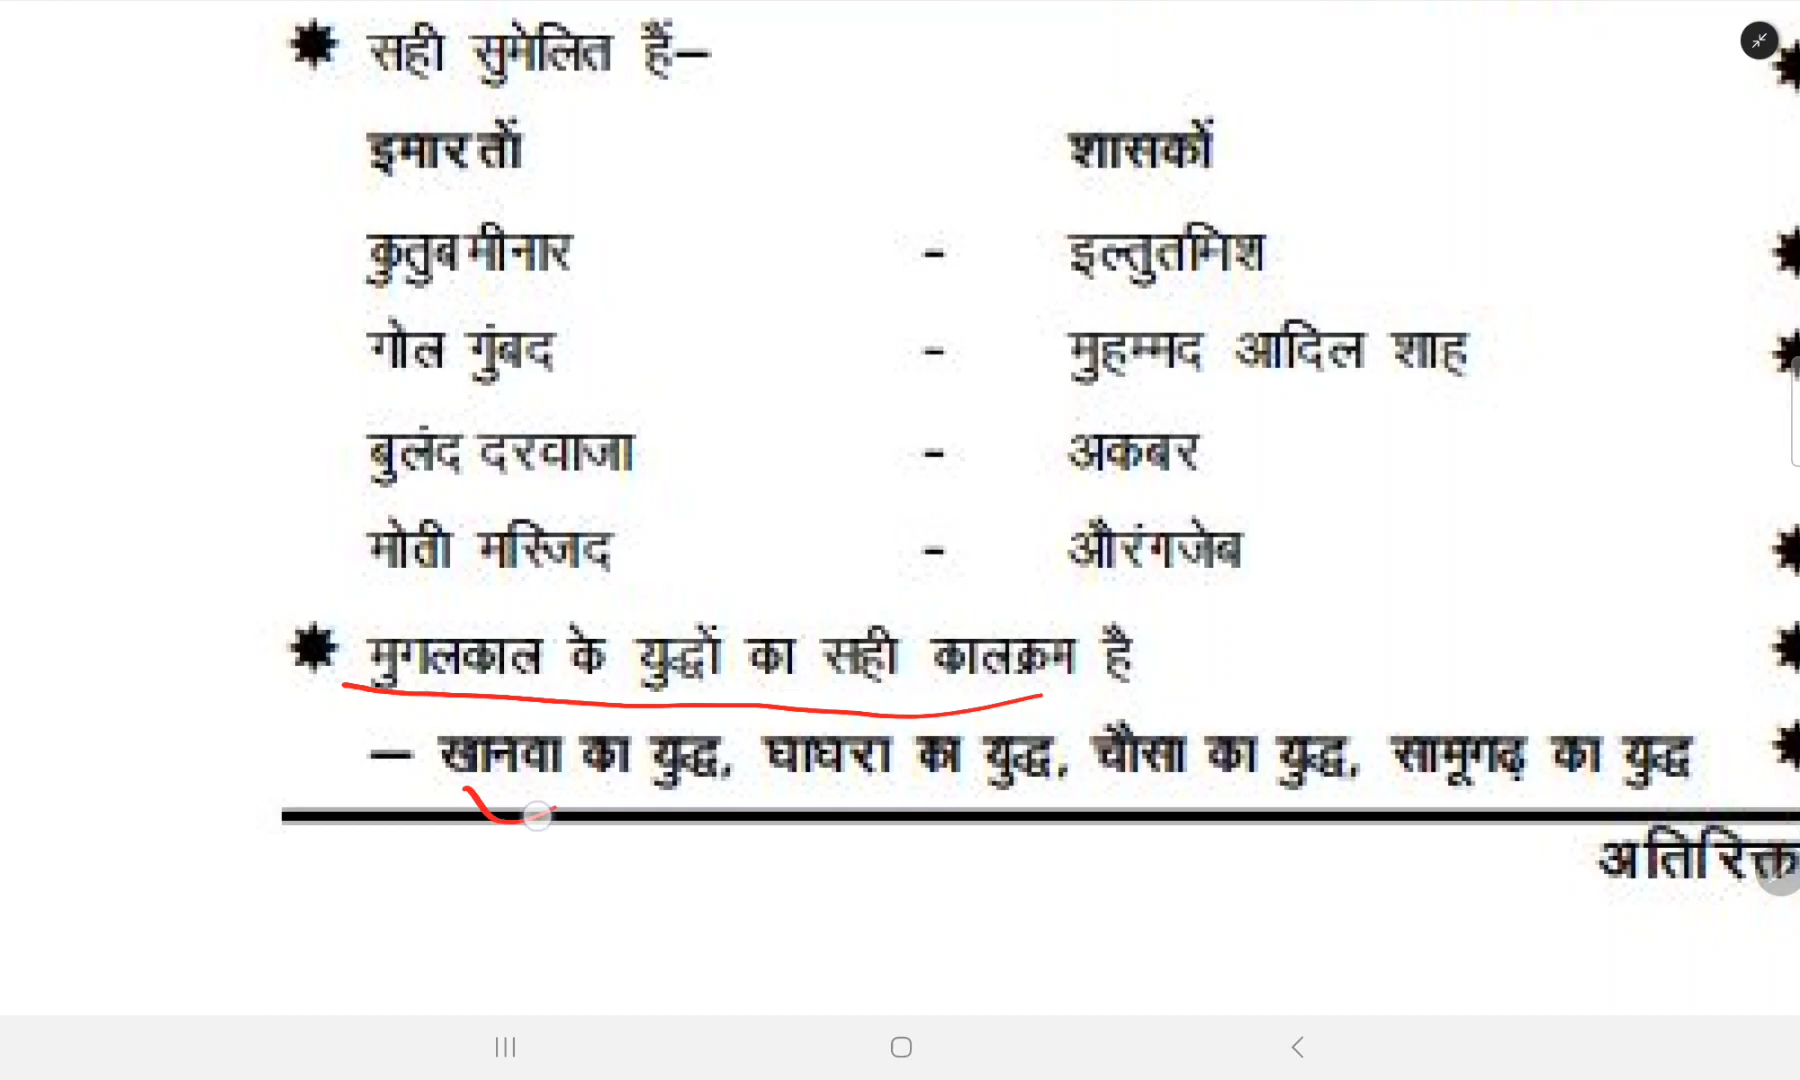 सही सुमेलित हैं—
इमारतों शासकों
कुतुबमीनार - इल्तुतमिश
गोल गुंबद - मुहम्मद आदिल शाह
बुलंद दरवाजा - अकबर
मोती मस्जिद - औरंगजेब
मुगलकाल के युद्धों का सही कालक्रम है
— खानवा का युद्ध, घाघरा का युद्ध, चौसा का युद्ध, सामूगढ़ का युद्ध
अतिरिक्त